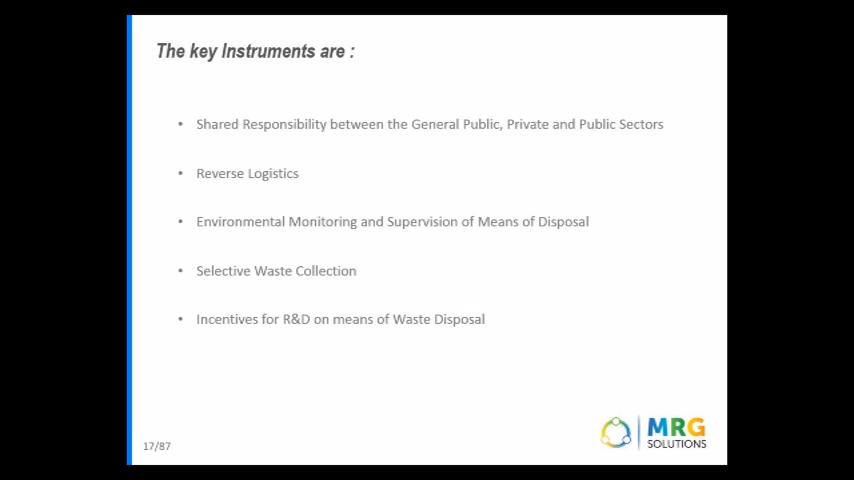 The key Instruments are :
• Shared Responsibility between the General Public, Private and Public Sectors
• Reverse Logistics
• Environmental Monitoring and Supervision of Means of Disposal
• Selective Waste Collection
• Incentives for R&D on means of Waste Disposal
MRG
SOLUTIONS
17/87